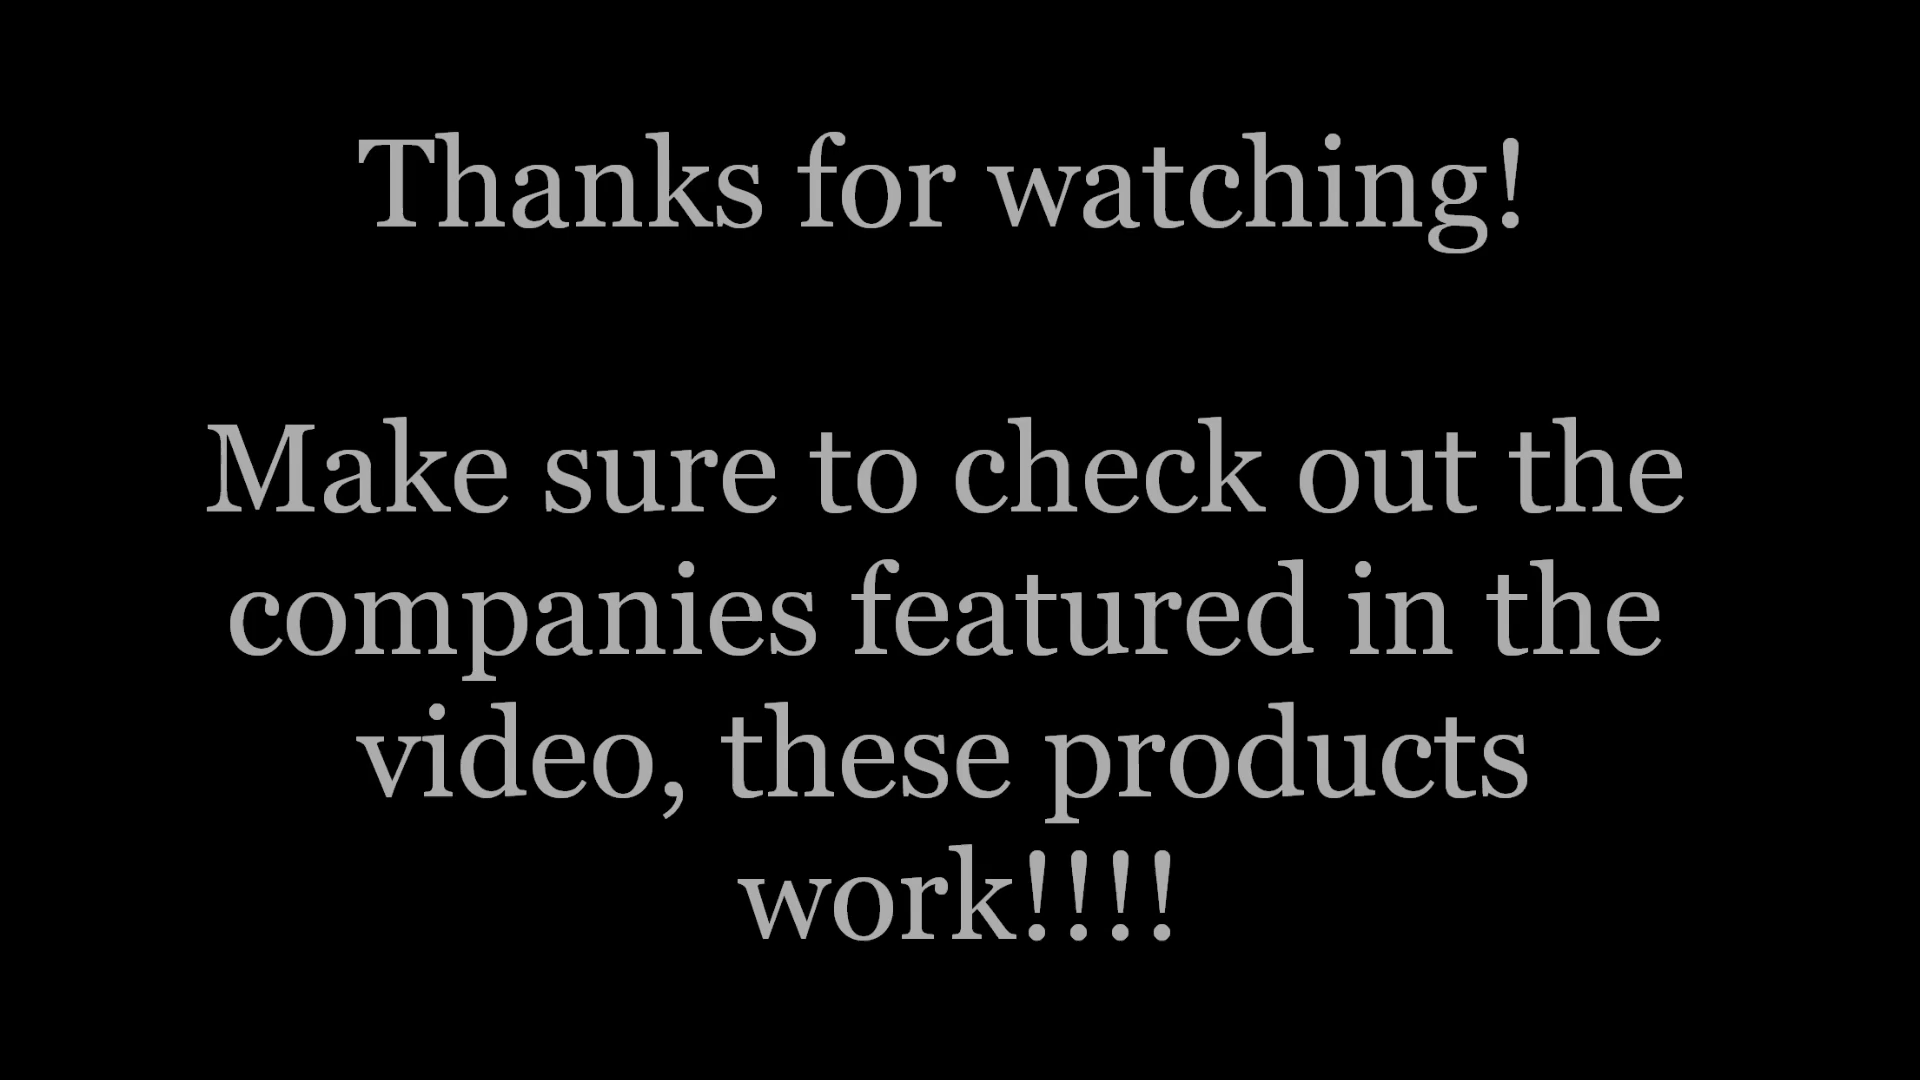 Thanks for watching!
Make sure to check out the
companies featured in the
video, these products
work!!!!